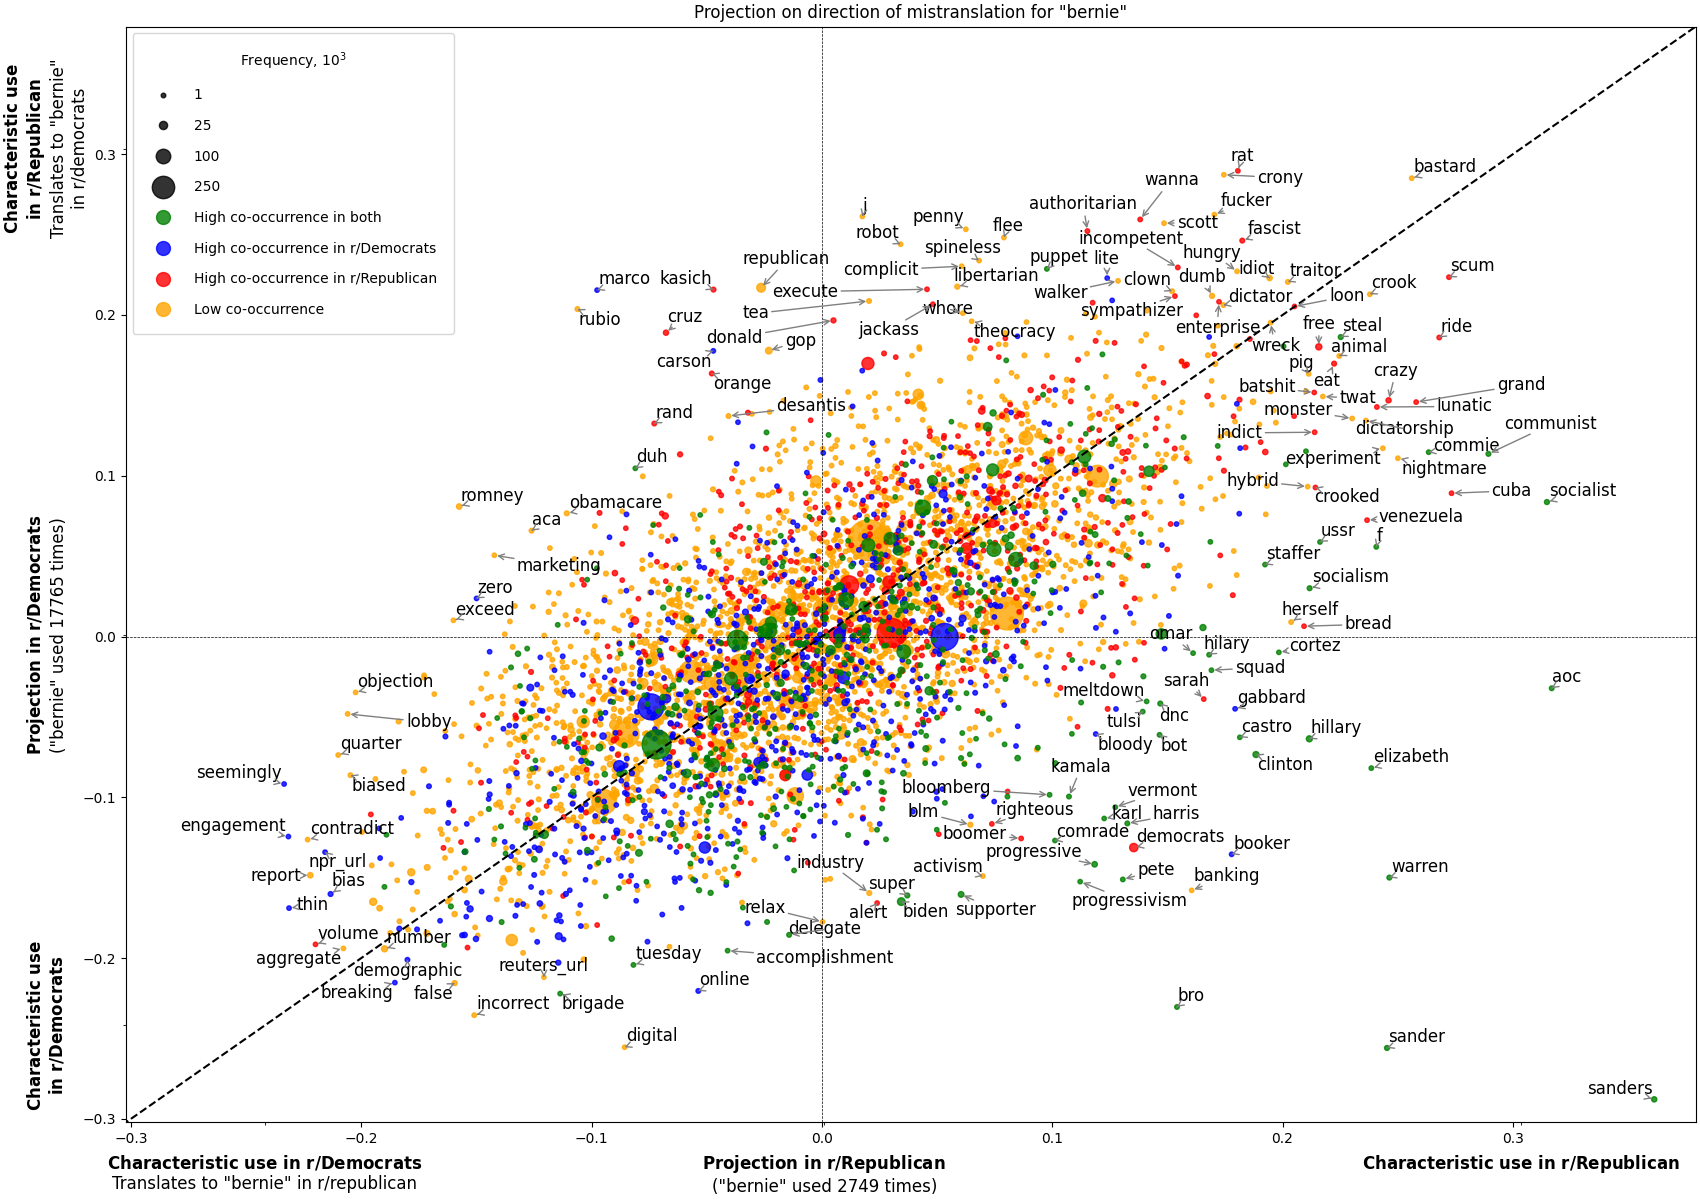 Projection on direction of mistranslation for "bernie"
Frequency, 10³
1
25
100
250
High co-occurrence in both
High co-occurrence in r/Democrats
High co-occurrence in r/Republican
Low co-occurrence
Characteristic use
in r/Republican
Translates to "bernie"
in r/democrats
Projection in r/Democrats
("bernie" used 17765 times)
Characteristic use
in r/Democrats
0.3
0.2
0.1
0.0
−0.1
−0.2
−0.3
rat
crony
bastard
wanna
fucker
j
authoritarian
penny
flee
scott
robot
spineless
incompetent
fascist
republican
complicit
puppet
lite
hungry
idiot
traitor
scum
marco
kasich
libertarian
clown
dumb
crook
execute
walker
dictator
loon
rubio
tea
whore
sympathizer
cruz
donald
jackass
theocracy
enterprise
free
steal
ride
gop
wreck
animal
carson
pig
crazy
orange
batshit
eat
twat
grand
rand
desantis
monster
lunatic
dictatorship
communist
indict
commie
duh
experiment
nightmare
romney
obamacare
hybrid
crooked
cuba
socialist
aca
venezuela
ussr
f
marketing
staffer
zero
socialism
exceed
herself
bread
omar
hilary
cortez
objection
squad
aoc
sarah
meltdown
gabbard
lobby
tulsi
dnc
castro
hillary
quarter
bloody
bot
clinton
elizabeth
seemingly
biased
kamala
bloomberg
vermont
engagement
contradict
blm
righteous
karl
harris
boomer
comrade
democrats
npr_url
progressive
booker
report
bias
industry
activism
pete
banking
warren
thin
super
alert
biden
supporter
progressivism
relax
volume
number
delegate
aggregate
demographic
reuters_url
tuesday
accomplishment
breaking
false
online
incorrect
brigade
bro
digital
sander
sanders
−0.3
−0.2
−0.1
0.0
0.1
0.2
0.3
Characteristic use in r/Democrats
Translates to "bernie" in r/republican
Projection in r/Republican
("bernie" used 2749 times)
Characteristic use in r/Republican